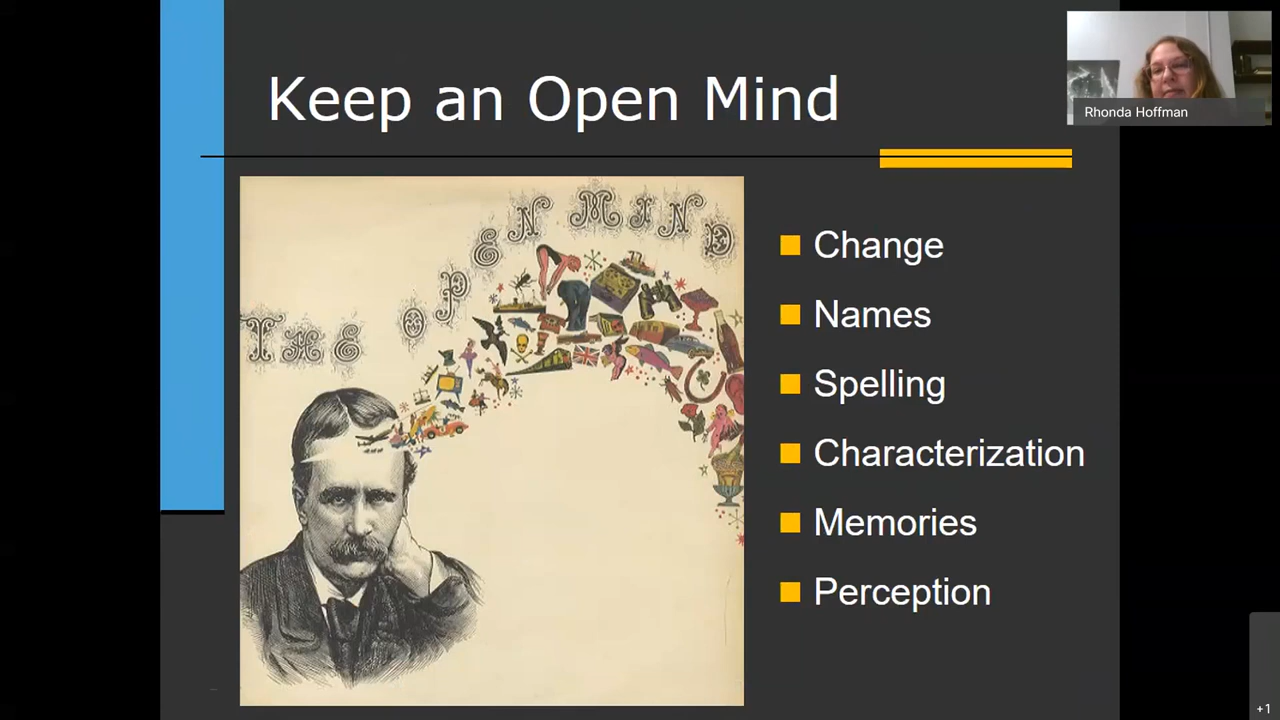 Keep an Open Mind
Rhonda Hoffman
THE OPEN MIND
Change
Names
Spelling
Characterization
Memories
Perception
+1